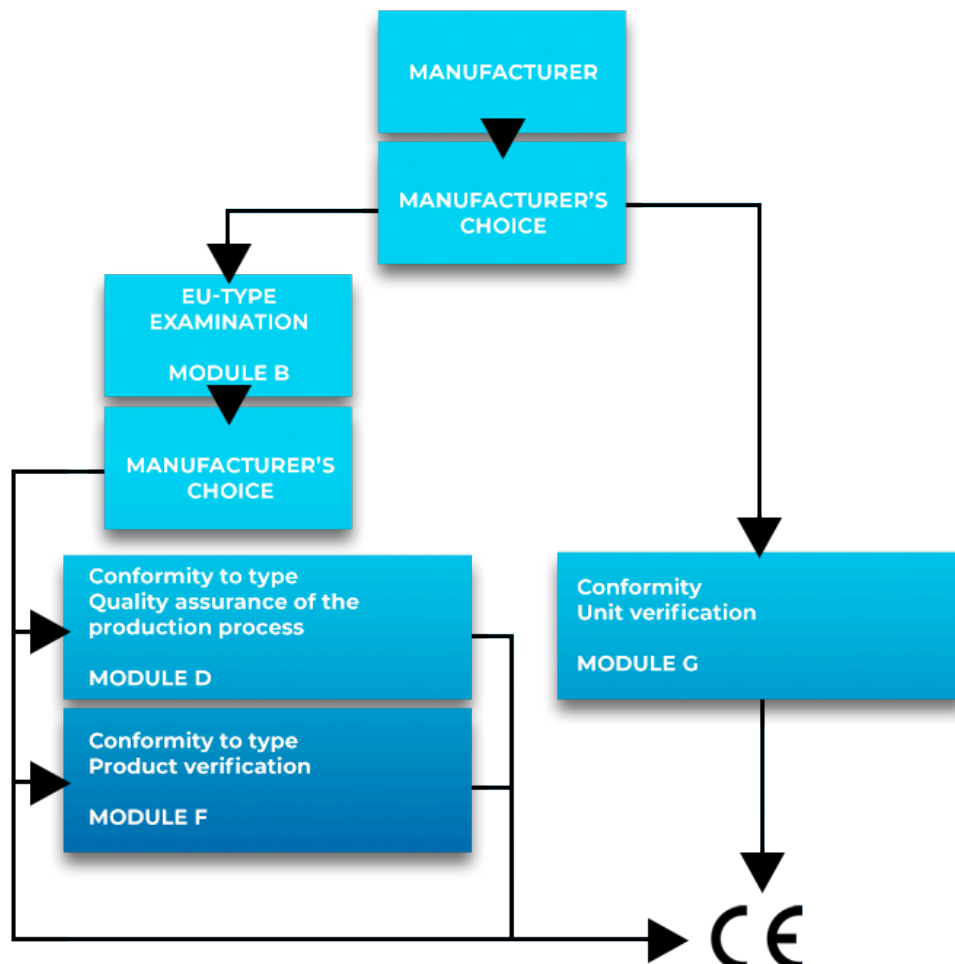 MANUFACTURER
MANUFACTURER'S
CHOICE
EU-TYPE
EXAMINATION
MODULE B
MANUFACTURER'S
CHOICE
Conformity to type
Quality assurance of the
production process
MODULE D
Conformity to type
Product verification
MODULE F
Conformity
Unit verification
MODULE G
CE